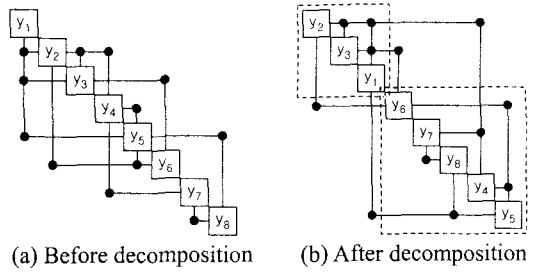 y₁
y₂
y₃
y₄
y₅
y₆
y₇
y₈
(a) Before decomposition
y₂
y₃
y₁
y₆
y₇
y₈
y₄
y₅
(b) After decomposition